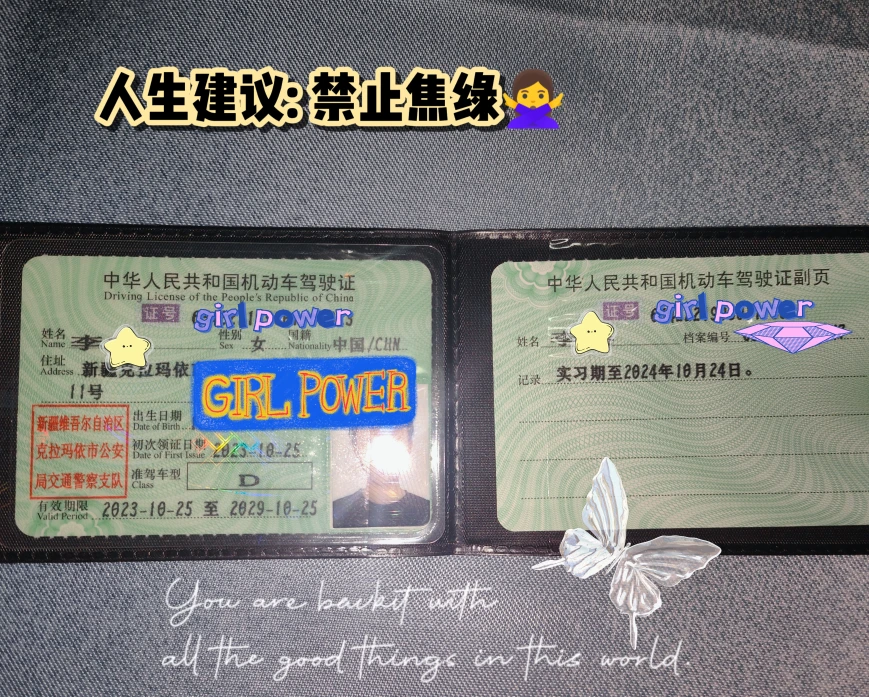 人生建议:禁止焦绿
中华人民共和国机动车驾驶证
Driving License of the People's Republic of China
证号 girl power
姓名 李
Name
性别 女
Sex
国籍 中国/CHN
Nationality
住址 新疆克拉玛依
Address
11号
GIRL POWER
新疆维吾尔自治区
克拉玛依市公安
局交通警察支队
出生日期
Date of Birth
初次领证日期 2023-10-25
Date of First Issue
准驾车型 D
Class
有效期限 2023-10-25 至 2029-10-25
Valid Period
中华人民共和国机动车驾驶证副页
证号 girl power
姓名
档案编号
记录 实习期至2024年10月24日。
You are backit with
all the good things in this world.